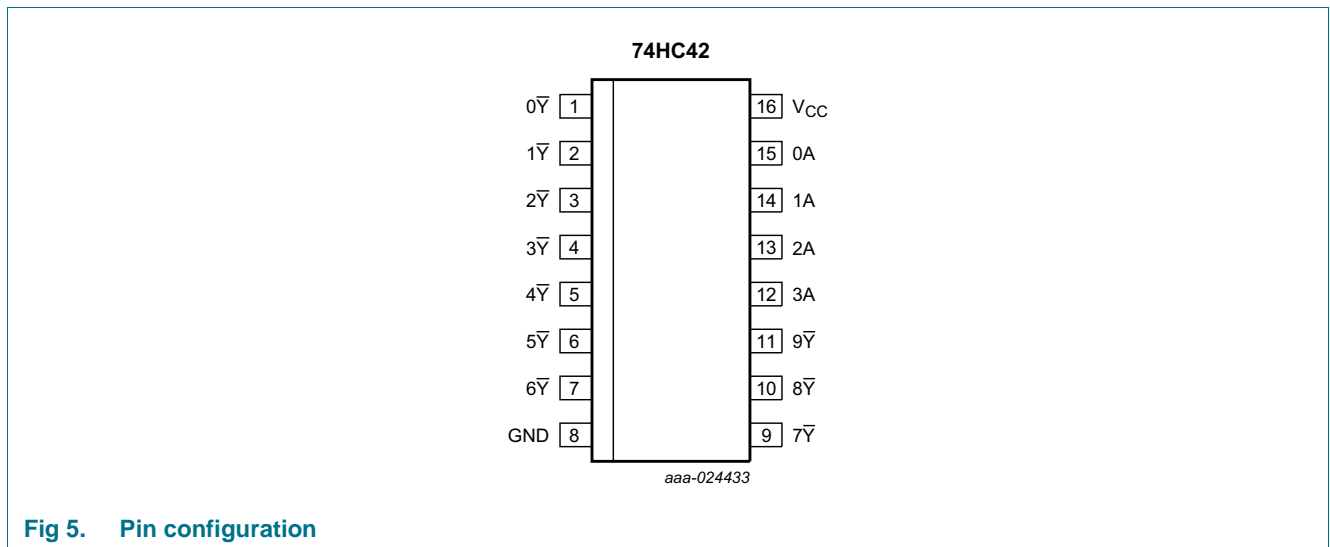 74HC42
0Y̅ 1 16 VCC
1Y̅ 2 15 0A
2Y̅ 3 14 1A
3Y̅ 4 13 2A
4Y̅ 5 12 3A
5Y̅ 6 11 9Y̅
6Y̅ 7 10 8Y̅
GND 8 9 7Y̅
aaa-024433
Fig 5. Pin configuration